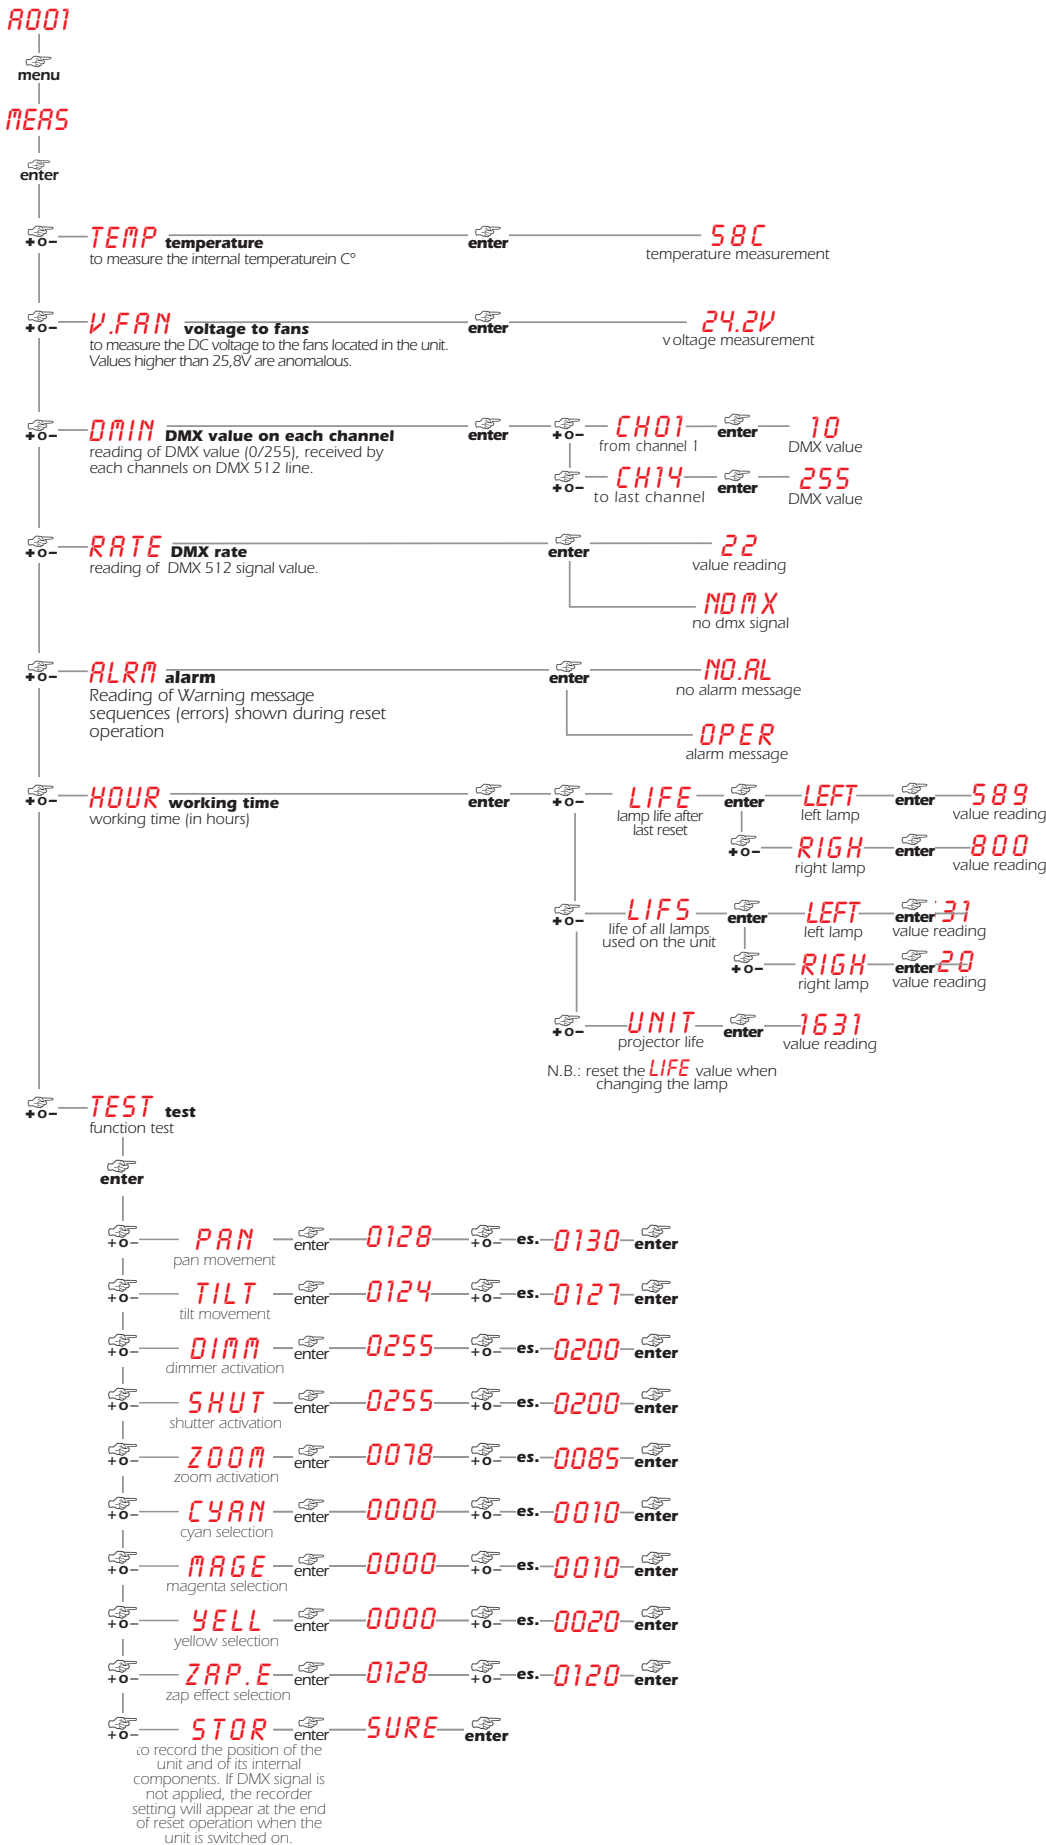 A001
menu
MEAS
enter
+ o – TEMP temperature enter 58C
to measure the internal temperaturein C° temperature measurement
+ o – V.FAN voltage to fans enter 24.2V
to measure the DC voltage to the fans located in the unit. voltage measurement
Values higher than 25,8V are anomalous.
+ o – DMIN DMX value on each channel enter + o – CH01 enter 10
reading of DMX value (0/255), received by from channel 1 DMX value
each channels on DMX 512 line. + o – CH14 enter 255
to last channel DMX value
+ o – RATE DMX rate enter 22
reading of DMX 512 signal value. value reading
NDMX
no dmx signal
+ o – ALRM alarm enter NO.AL
Reading of Warning message no alarm message
sequences (errors) shown during reset
operation OPER
alarm message
+ o – HOUR working time enter + o – LIFE enter LEFT enter 589
working time (in hours) lamp life after left lamp value reading
last reset
+ o – RIGH enter 800
right lamp value reading
+ o – LIFS enter LEFT enter '31
life of all lamps left lamp value reading
used on the unit
+ o – RIGH enter 20
right lamp value reading
+ o – UNIT enter 1631
projector life value reading
N.B.: reset the LIFE value when
changing the lamp
+ o – TEST test
function test
enter
+ o – PAN enter 0128 + o – es. 0130 enter
pan movement
+ o – TILT enter 0124 + o – es. 0127 enter
tilt movement
+ o – DIMM enter 0255 + o – es. 0200 enter
dimmer activation
+ o – SHUT enter 0255 + o – es. 0200 enter
shutter activation
+ o – ZOOM enter 0078 + o – es. 0085 enter
zoom activation
+ o – CYAN enter 0000 + o – es. 0010 enter
cyan selection
+ o – MAGE enter 0000 + o – es. 0010 enter
magenta selection
+ o – YELL enter 0000 + o – es. 0020 enter
yellow selection
+ o – ZAP.E enter 0128 + o – es. 0120 enter
zap effect selection
+ o – STOR enter SURE enter
to record the position of the
unit and of its internal
components. If DMX signal is
not applied, the recorder
setting will appear at the end
of reset operation when the
unit is switched on.